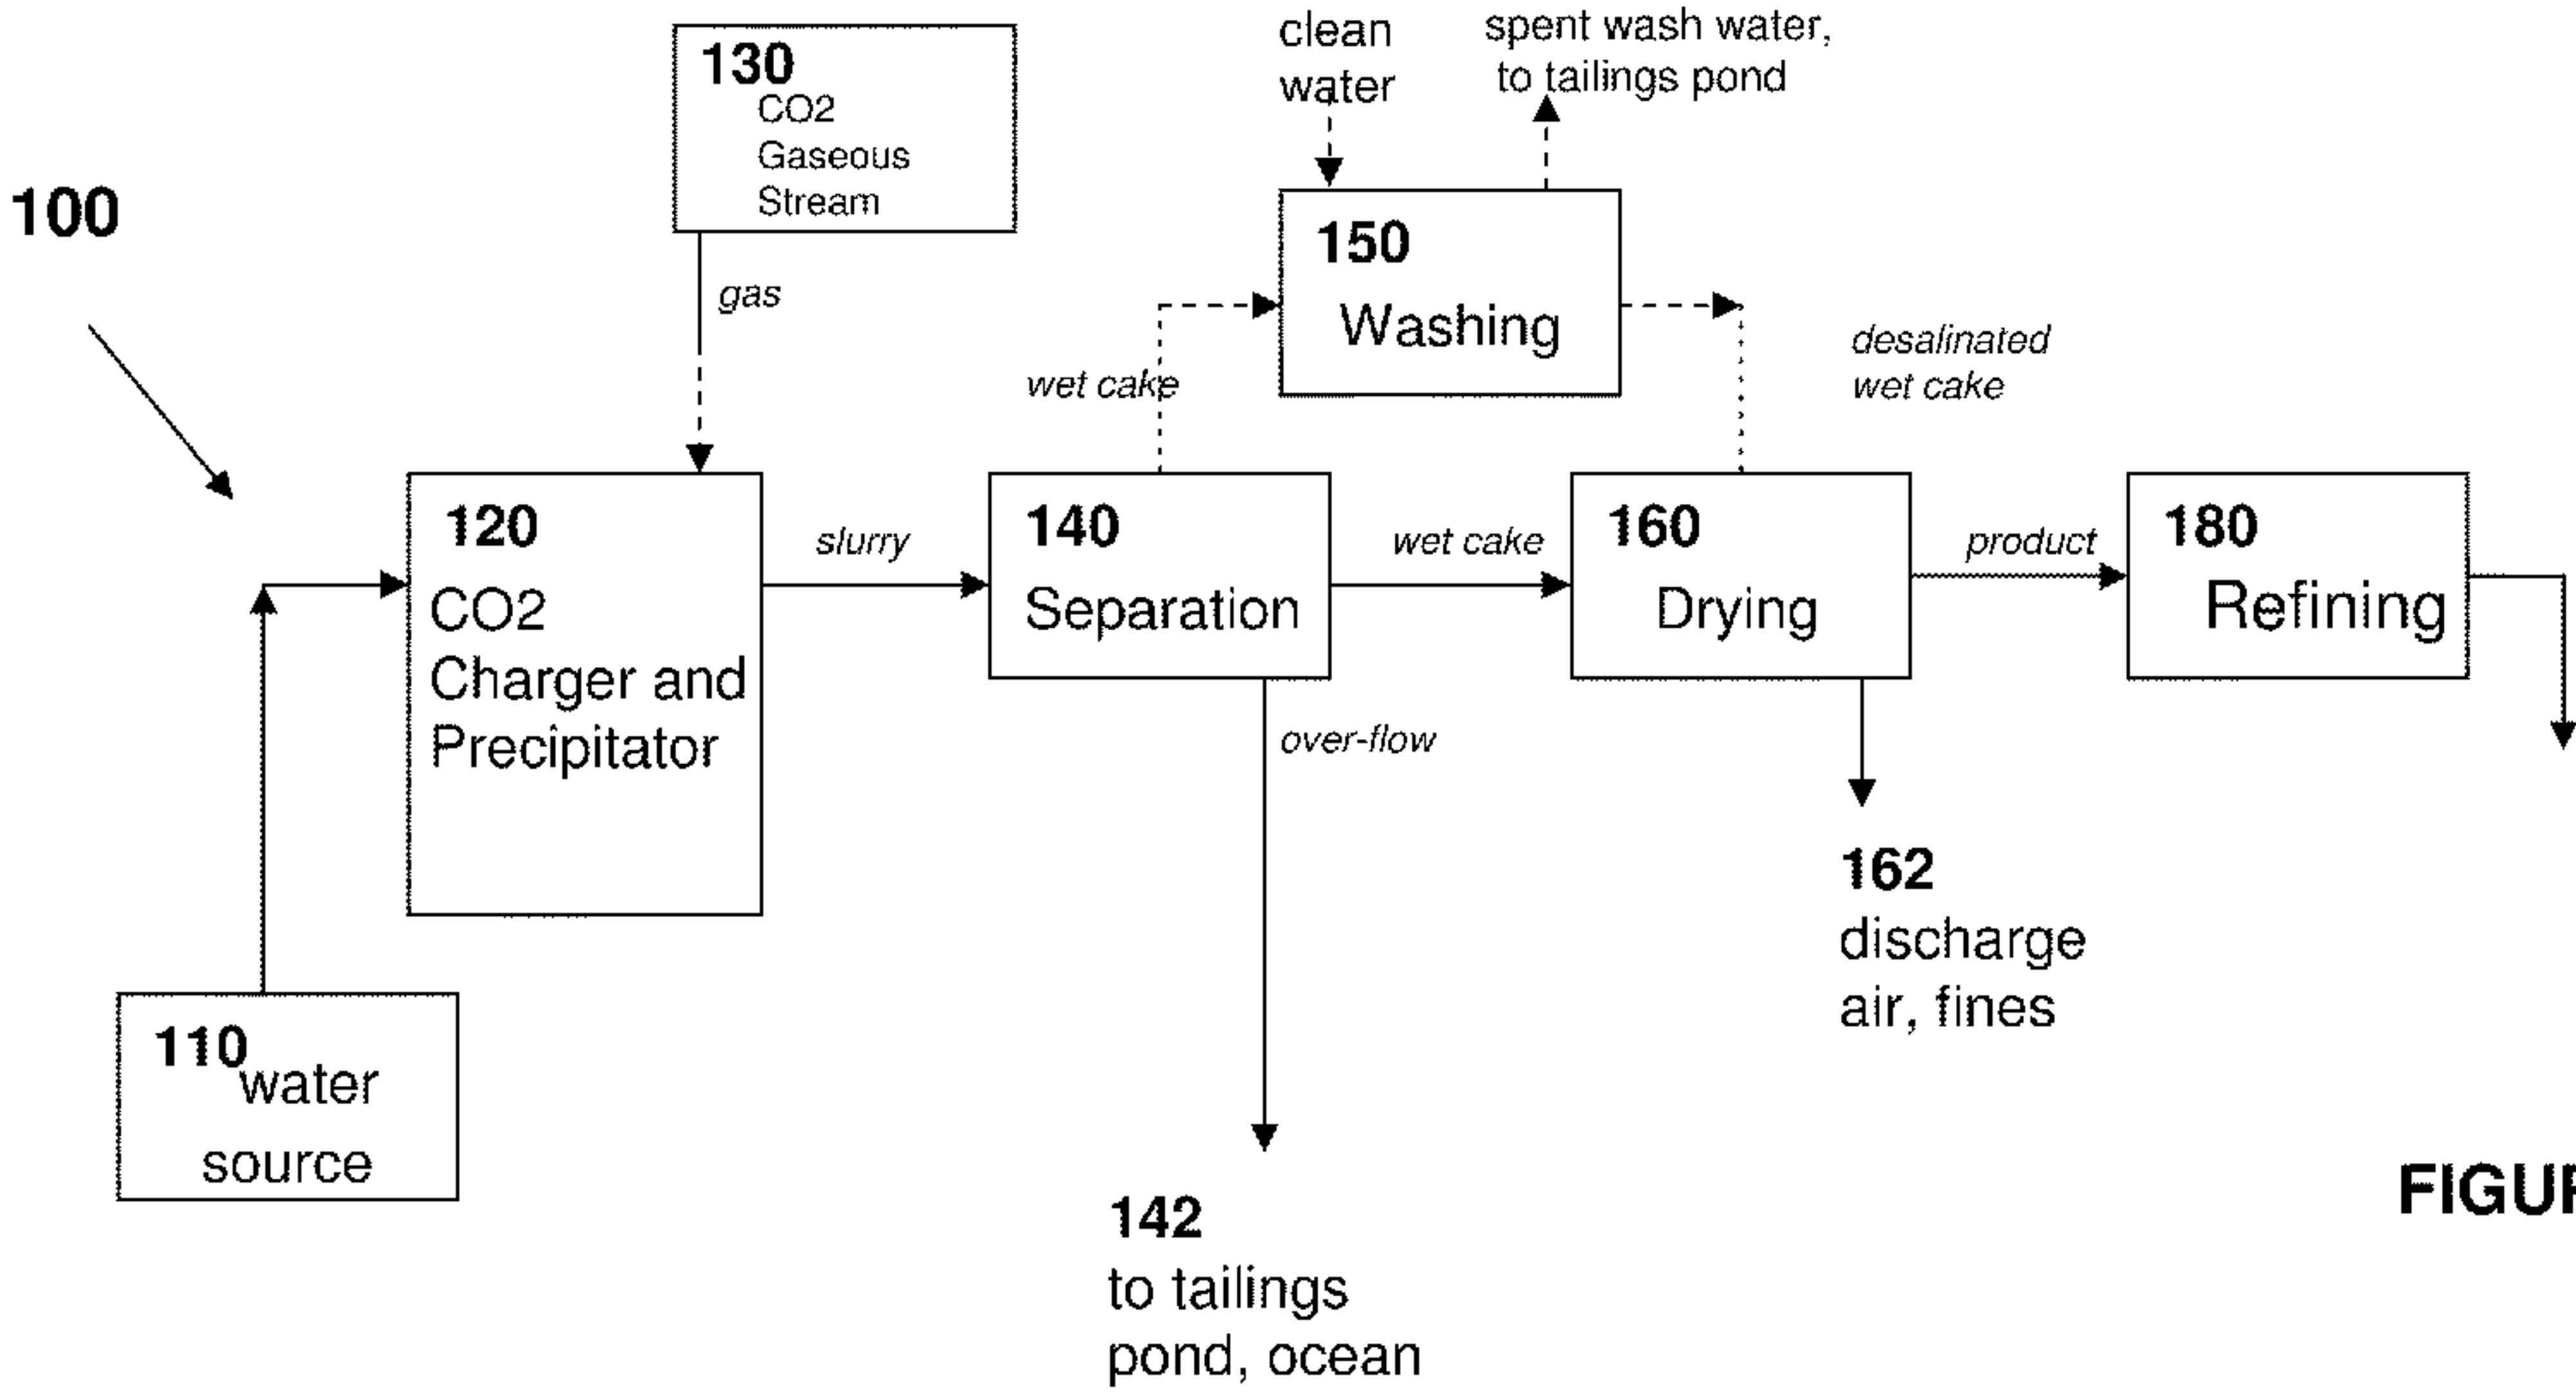 clean
water
spent wash water,
to tailings pond
130
CO2
Gaseous
Stream
100
gas
150
Washing
wet cake
desalinated
wet cake
120
CO2
Charger and
Precipitator
slurry
140
Separation
wet cake
160
Drying
product
180
Refining
over-flow
162
discharge
air, fines
110
water
source
142
to tailings
pond, ocean